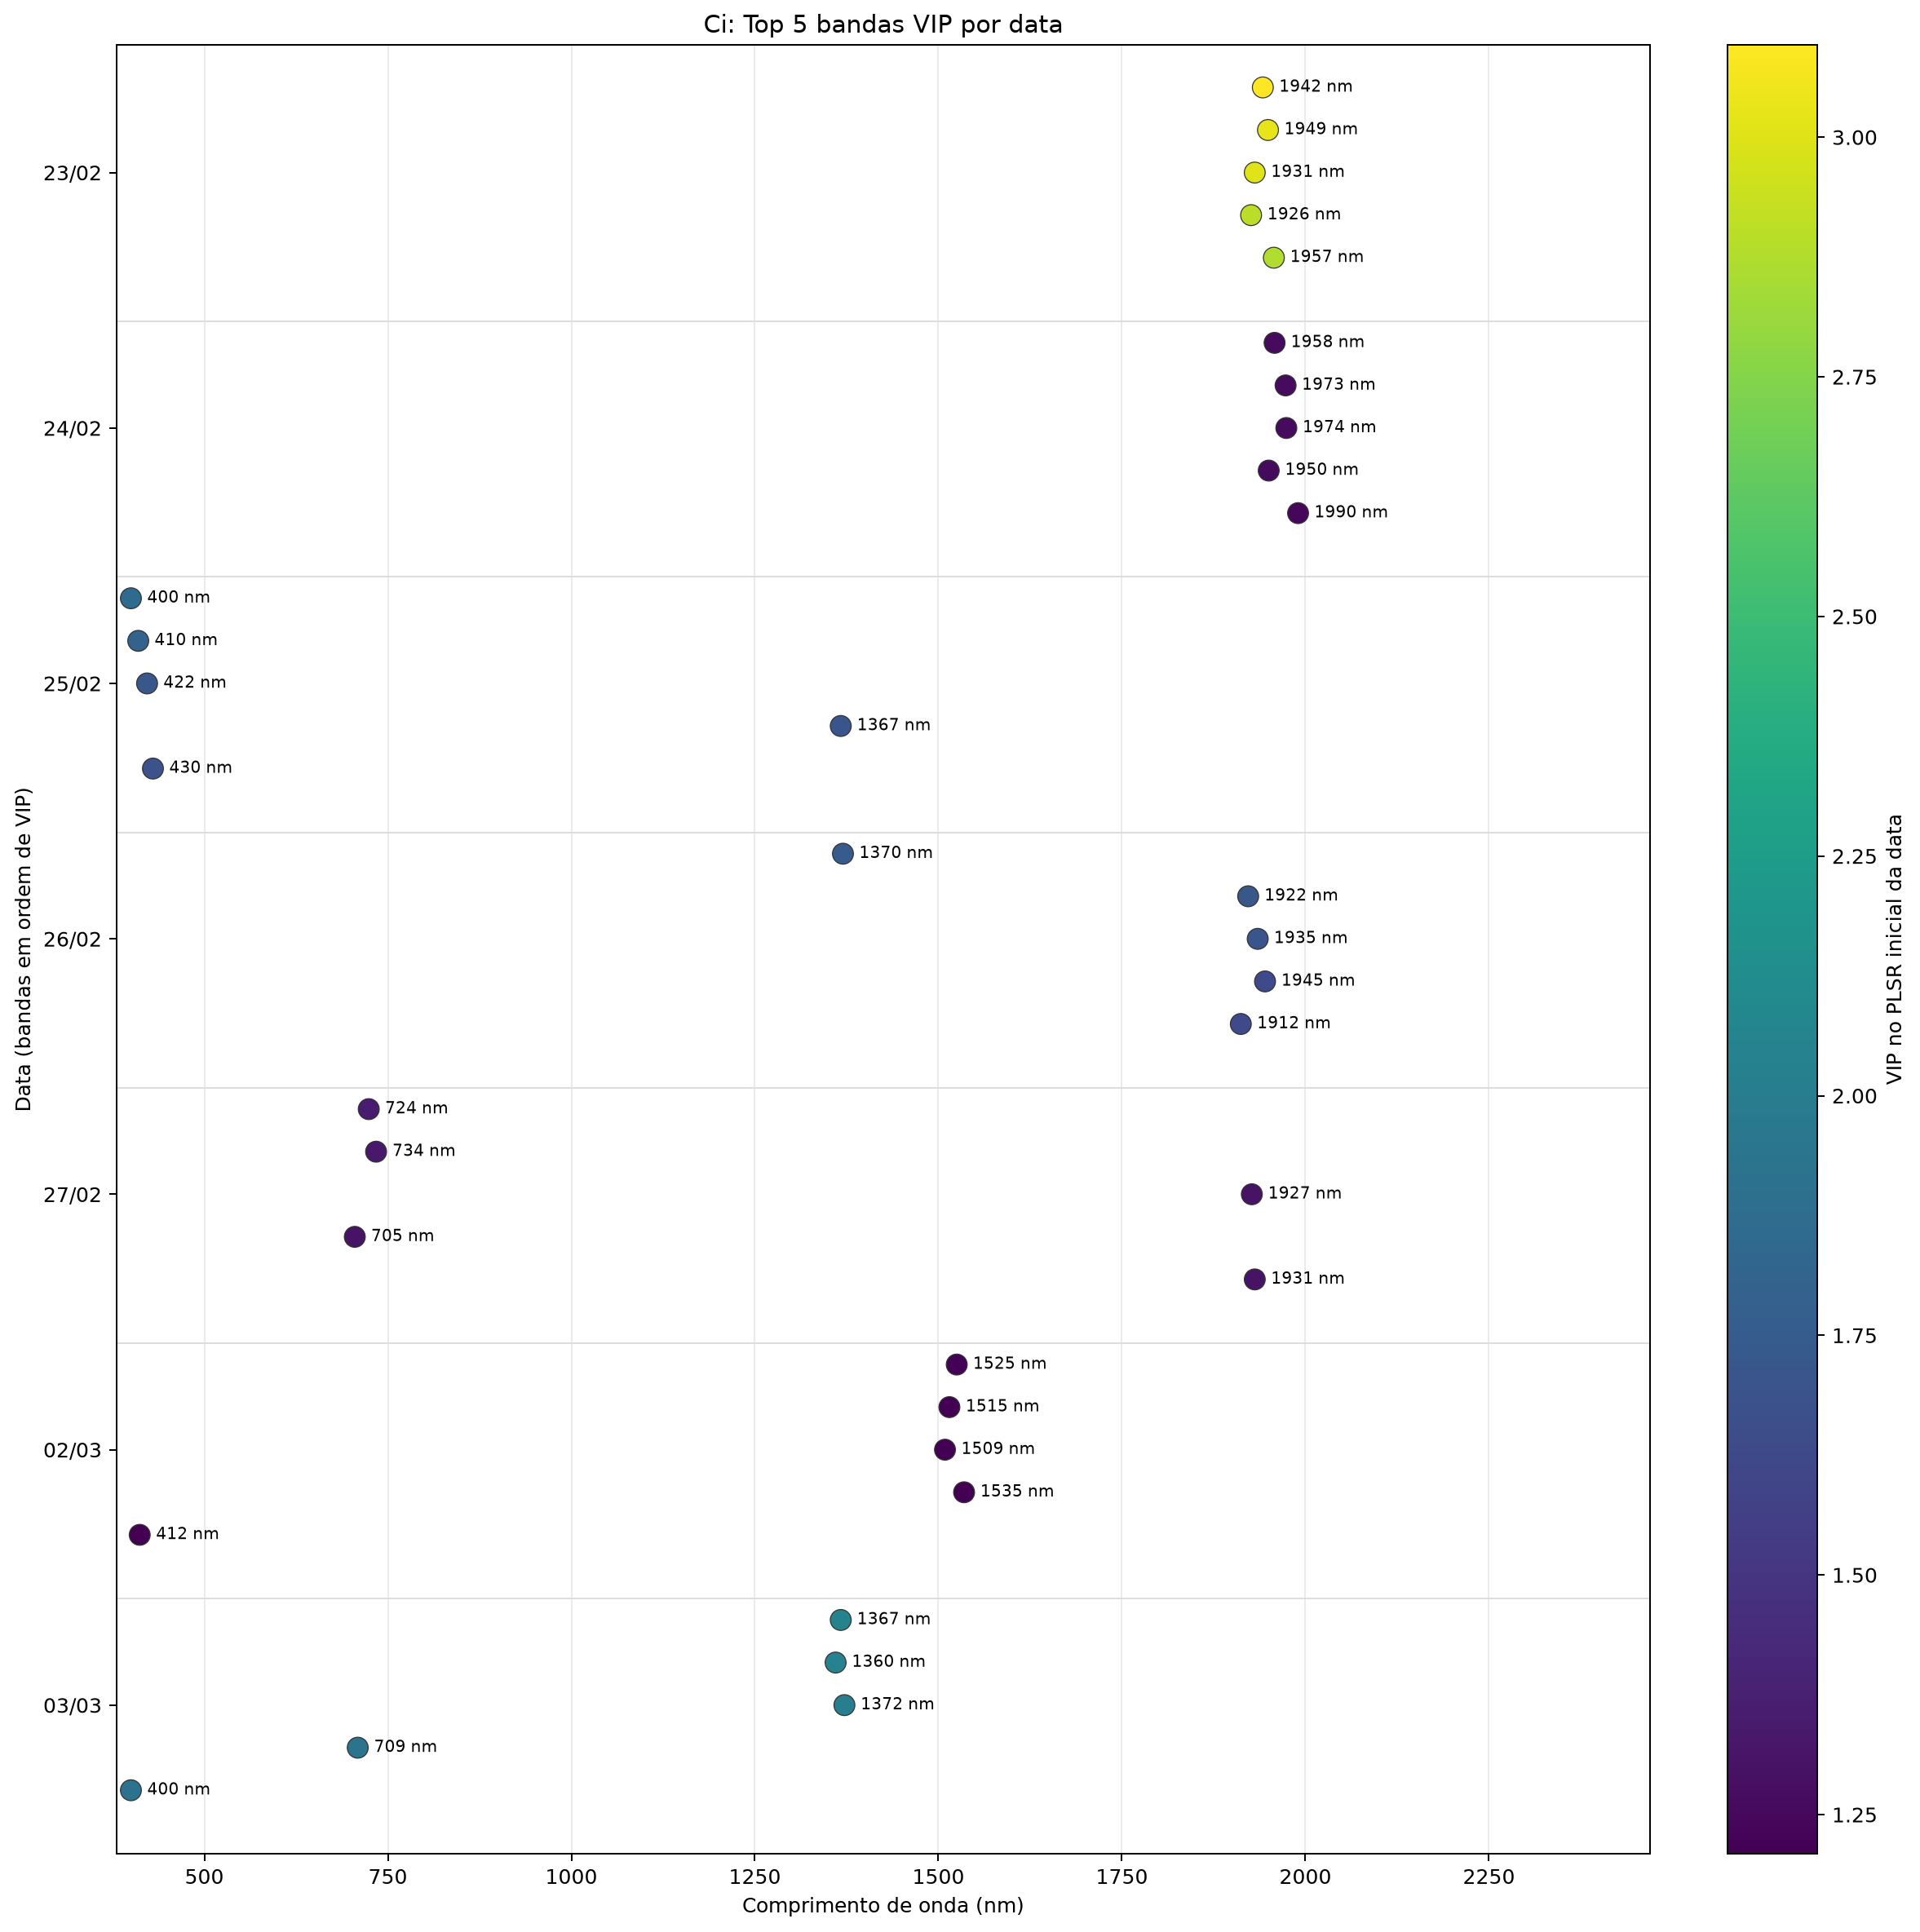 Ci: Top 5 bandas VIP por data
1942 nm
1949 nm
23/02
1931 nm
1926 nm
1957 nm
1958 nm
1973 nm
24/02
1974 nm
1950 nm
1990 nm
400 nm
410 nm
25/02
422 nm
1367 nm
430 nm
1370 nm
1922 nm
26/02
1935 nm
1945 nm
1912 nm
724 nm
734 nm
27/02
1927 nm
705 nm
1931 nm
1525 nm
1515 nm
02/03
1509 nm
1535 nm
412 nm
1367 nm
1360 nm
03/03
1372 nm
709 nm
400 nm
500 750 1000 1250 1500 1750 2000 2250
Comprimento de onda (nm)
Data (bandas em ordem de VIP)
3.00
2.75
2.50
2.25
2.00
1.75
1.50
1.25
VIP no PLSR inicial da data